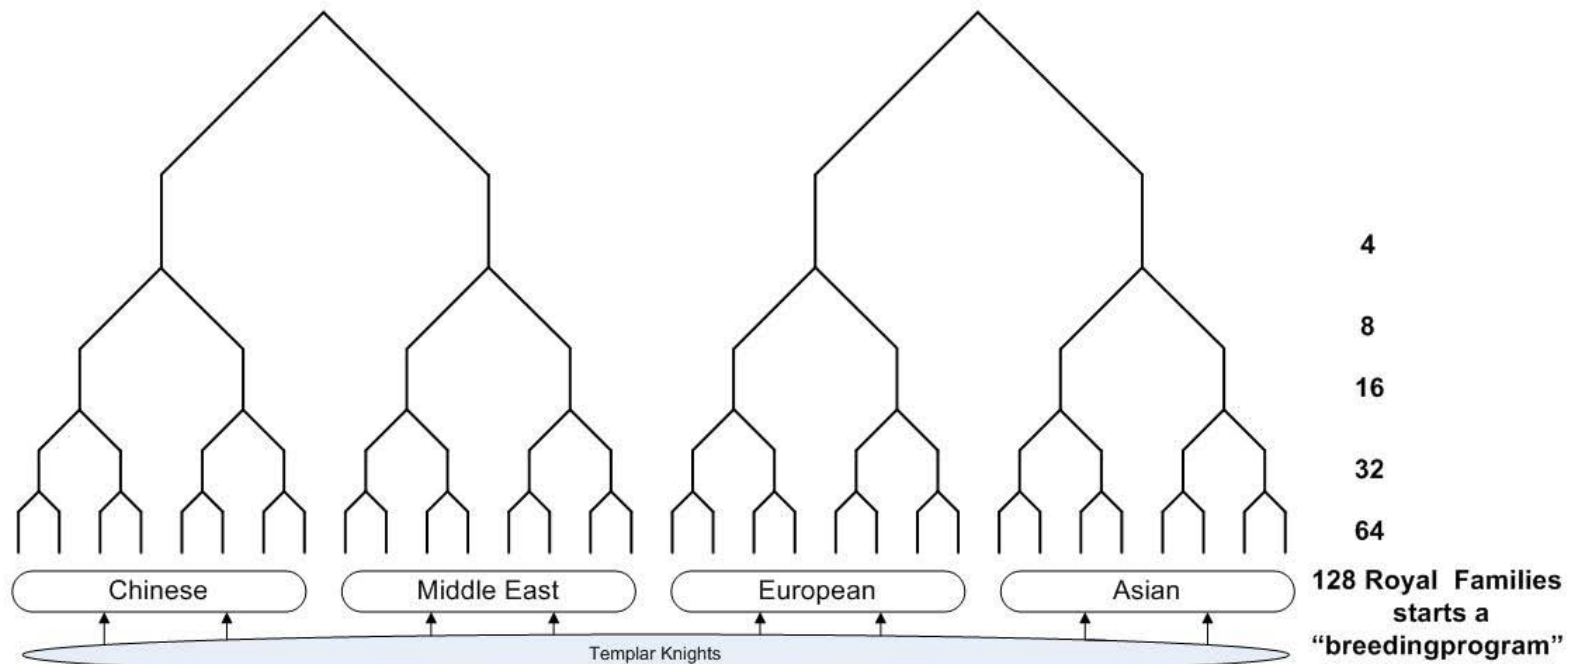 4
8
16
32
64
Chinese
Middle East
European
Asian
128 Royal Families
starts a
“breedingprogram”
Templar Knights